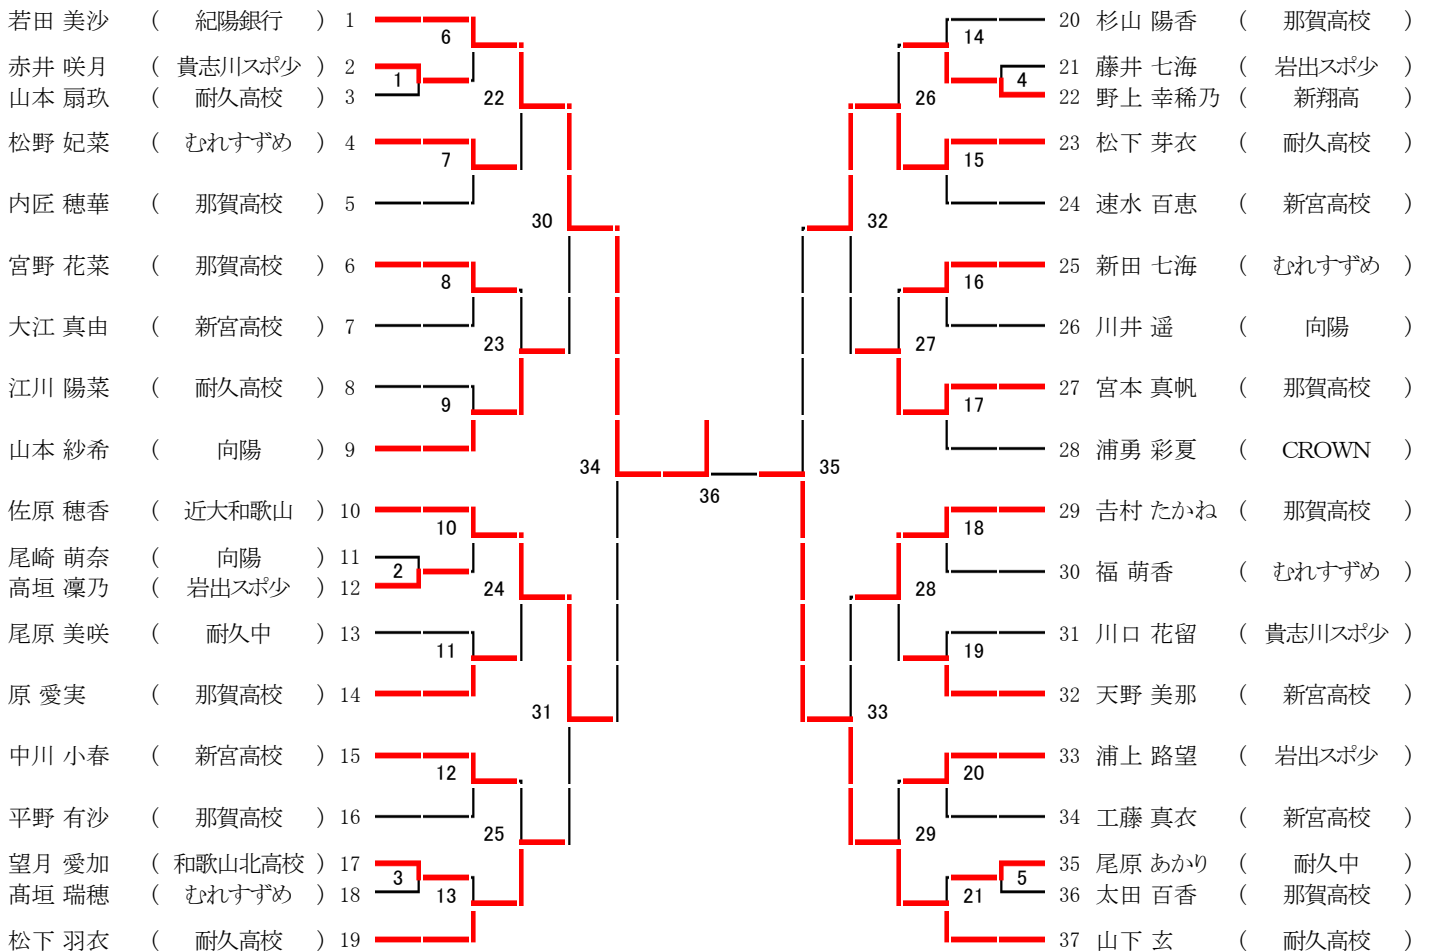 若田 美沙 ( 紀陽銀行 ) 1
赤井 咲月 ( 貴志川スポ少 ) 2
山本 扇玖 ( 耐久高校 ) 3
松野 妃菜 ( むれすずめ ) 4
内匠 穂華 ( 那賀高校 ) 5
宮野 花菜 ( 那賀高校 ) 6
大江 真由 ( 新宮高校 ) 7
江川 陽菜 ( 耐久高校 ) 8
山本 紗希 ( 向陽 ) 9
佐原 穂香 ( 近大和歌山 ) 10
尾崎 萌奈 ( 向陽 ) 11
高垣 凜乃 ( 岩出スポ少 ) 12
尾原 美咲 ( 耐久中 ) 13
原 愛実 ( 那賀高校 ) 14
中川 小春 ( 新宮高校 ) 15
平野 有沙 ( 那賀高校 ) 16
望月 愛加 ( 和歌山北高校 ) 17
髙垣 瑞穂 ( むれすずめ ) 18
松下 羽衣 ( 耐久高校 ) 19
1
2
3
6
7
8
9
10
11
12
13
22
23
24
25
30
31
34
36
35
32
33
26
27
28
29
14
15
16
17
18
19
20
21
4
5
20 杉山 陽香 ( 那賀高校 )
21 藤井 七海 ( 岩出スポ少 )
22 野上 幸稀乃 ( 新翔高 )
23 松下 芽衣 ( 耐久高校 )
24 速水 百恵 ( 新宮高校 )
25 新田 七海 ( むれすずめ )
26 川井 遥 ( 向陽 )
27 宮本 真帆 ( 那賀高校 )
28 浦勇 彩夏 ( CROWN )
29 𠮷村 たかね ( 那賀高校 )
30 福 萌香 ( むれすずめ )
31 川口 花留 ( 貴志川スポ少 )
32 天野 美那 ( 新宮高校 )
33 浦上 路望 ( 岩出スポ少 )
34 工藤 真衣 ( 新宮高校 )
35 尾原 あかり ( 耐久中 )
36 太田 百香 ( 那賀高校 )
37 山下 玄 ( 耐久高校 )